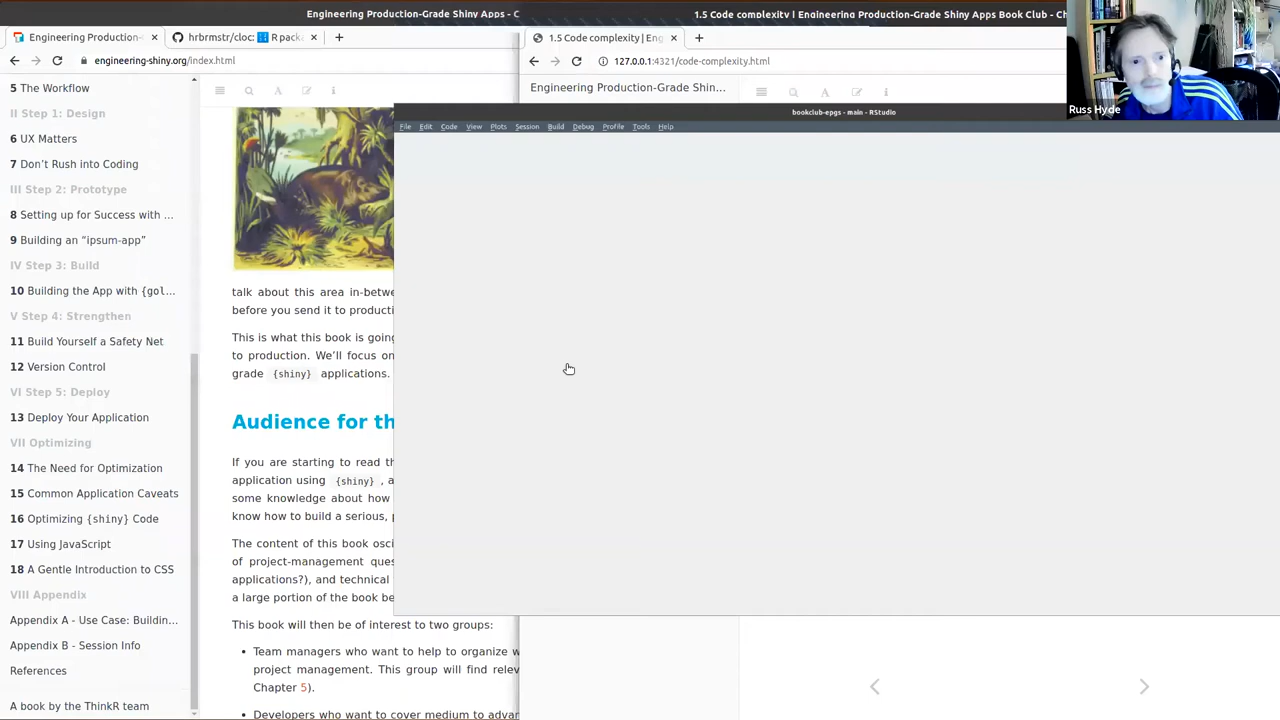 Engineering Production-Grade Shiny Apps - C
1.5 Code complexity | Engineering Production-Grade Shiny Apps Book Club - Ch
Engineering Production-
hrbrmstr/cloc: R packa
1.5 Code complexity | Eng
engineering-shiny.org/index.html
127.0.0.1:4321/code-complexity.html
Russ Hyde
5 The Workflow
II Step 1: Design
6 UX Matters
7 Don't Rush into Coding
III Step 2: Prototype
8 Setting up for Success with ...
9 Building an "ipsum-app"
IV Step 3: Build
10 Building the App with {gol...
V Step 4: Strengthen
11 Build Yourself a Safety Net
12 Version Control
VI Step 5: Deploy
13 Deploy Your Application
VII Optimizing
14 The Need for Optimization
15 Common Application Caveats
16 Optimizing {shiny} Code
17 Using JavaScript
18 A Gentle Introduction to CSS
VIII Appendix
Appendix A - Use Case: Buildin...
Appendix B - Session Info
References
A book by the ThinkR team
talk about this area in-betwe
before you send it to producti
This is what this book is going
to production. We'll focus on
grade {shiny} applications.
Audience for th
If you are starting to read th
application using {shiny} , a
some knowledge about how
know how to build a serious, p
The content of this book osci
of project-management ques
applications?), and technical
a large portion of the book be
This book will then be of interest to two groups:
• Team managers who want to help to organize w
project management. This group will find relev
Chapter 5).
• Developers who want to cover medium to advan
Engineering Production-Grade Shin...
bookclub-epgs - main - RStudio
File Edit Code View Plots Session Build Debug Profile Tools Help